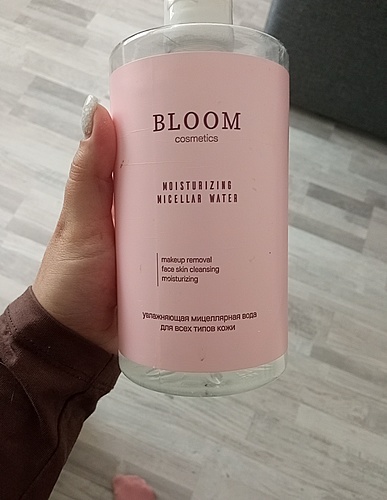 BLOOM
cosmetics
MOISTURIZING
MICELLAR WATER
makeup removal
face skin cleansing
moisturizing
увлажняющая мицеллярная вода
для всех типов кожи